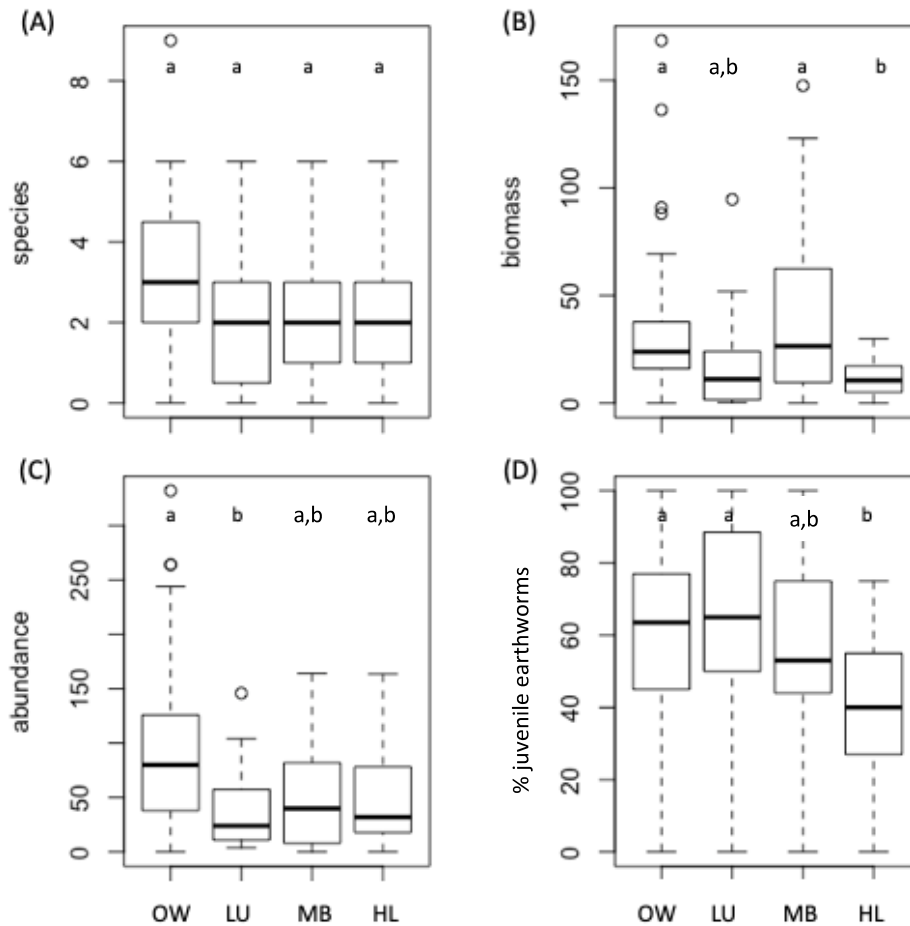 (A)
species
0
2
4
6
8
a a a a
(B)
biomass
0
50
100
150
a a,b a b
(C)
abundance
0
50
150
250
a b a,b a,b
OW LU MB HL
(D)
% juvenile earthworms
0
20
40
60
80
100
a a a,b b
OW LU MB HL